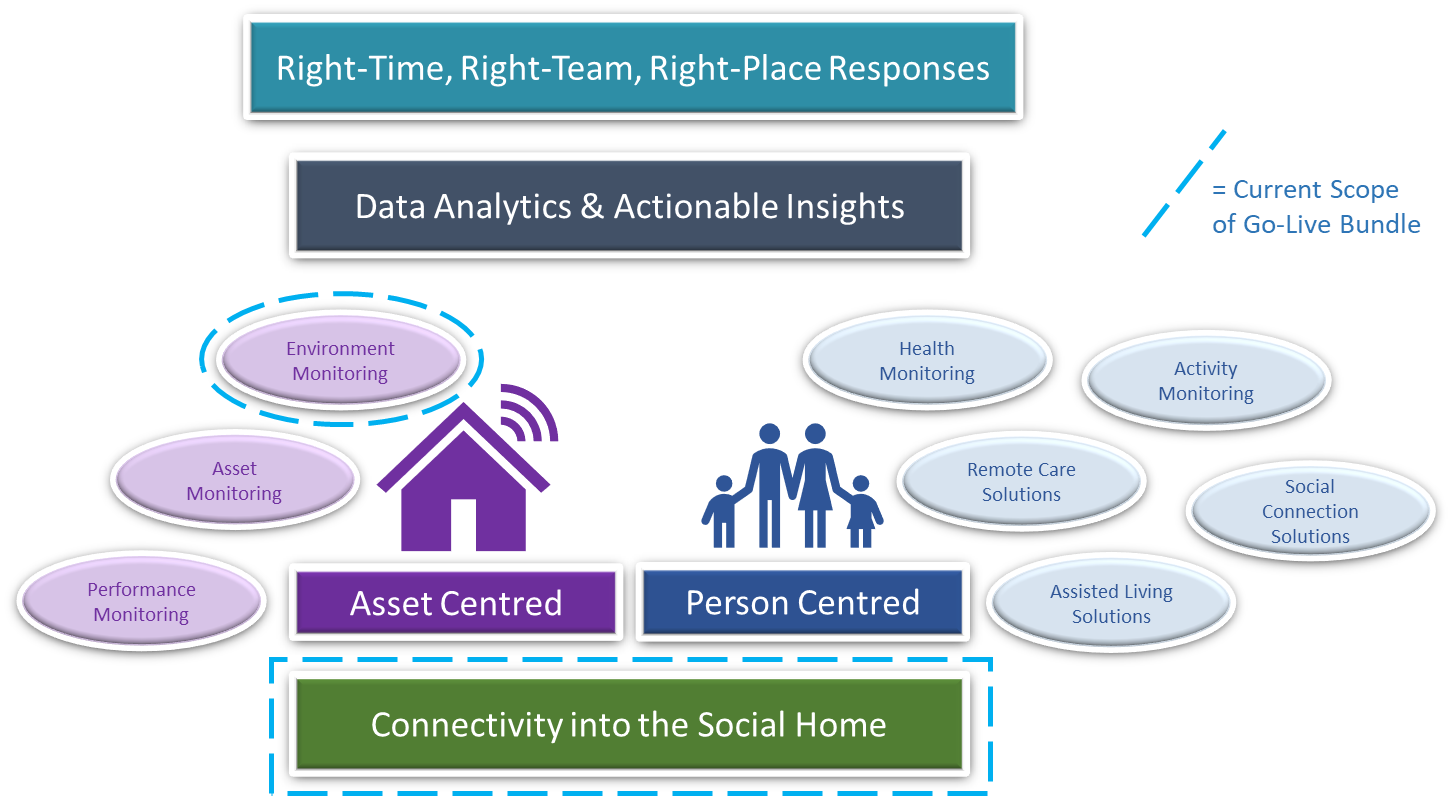 Right-Time, Right-Team, Right-Place Responses
Data Analytics & Actionable Insights
= Current Scope
of Go-Live Bundle
Environment
Monitoring
Health
Monitoring
Activity
Monitoring
Asset
Monitoring
Remote Care
Solutions
Social
Connection
Solutions
Performance
Monitoring
Asset Centred
Person Centred
Assisted Living
Solutions
Connectivity into the Social Home